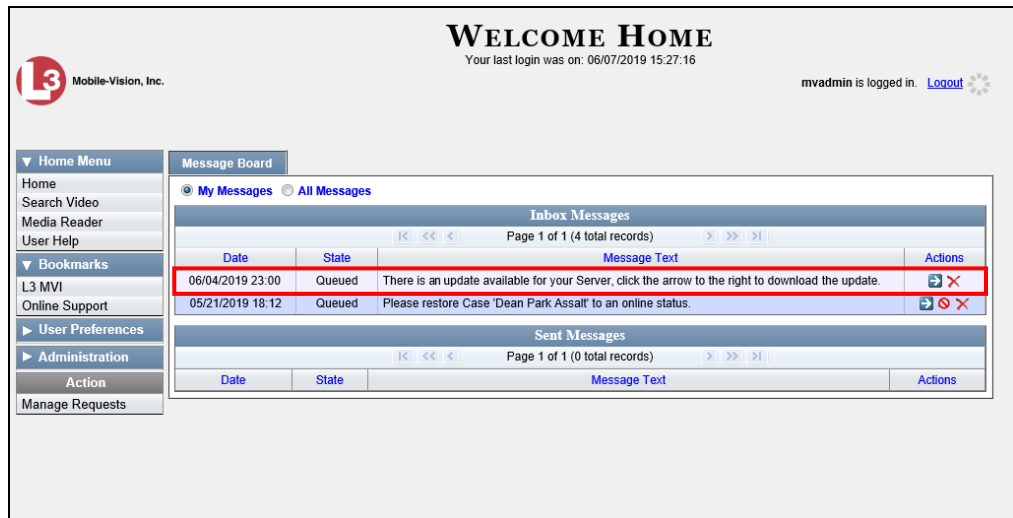 WELCOME HOME
Your last login was on: 06/07/2019 15:27:16
L3 Mobile-Vision, Inc.
mvadmin is logged in. Logout
▼ Home Menu
Home
Search Video
Media Reader
User Help
▼ Bookmarks
L3 MVI
Online Support
▶ User Preferences
▶ Administration
Action
Manage Requests
Message Board
My Messages All Messages
Inbox Messages
|< << < Page 1 of 1 (4 total records) > >> >|
Date State Message Text Actions
06/04/2019 23:00 Queued There is an update available for your Server, click the arrow to the right to download the update.
05/21/2019 18:12 Queued Please restore Case 'Dean Park Assalt' to an online status.
Sent Messages
|< << < Page 1 of 1 (0 total records) > >> >|
Date State Message Text Actions